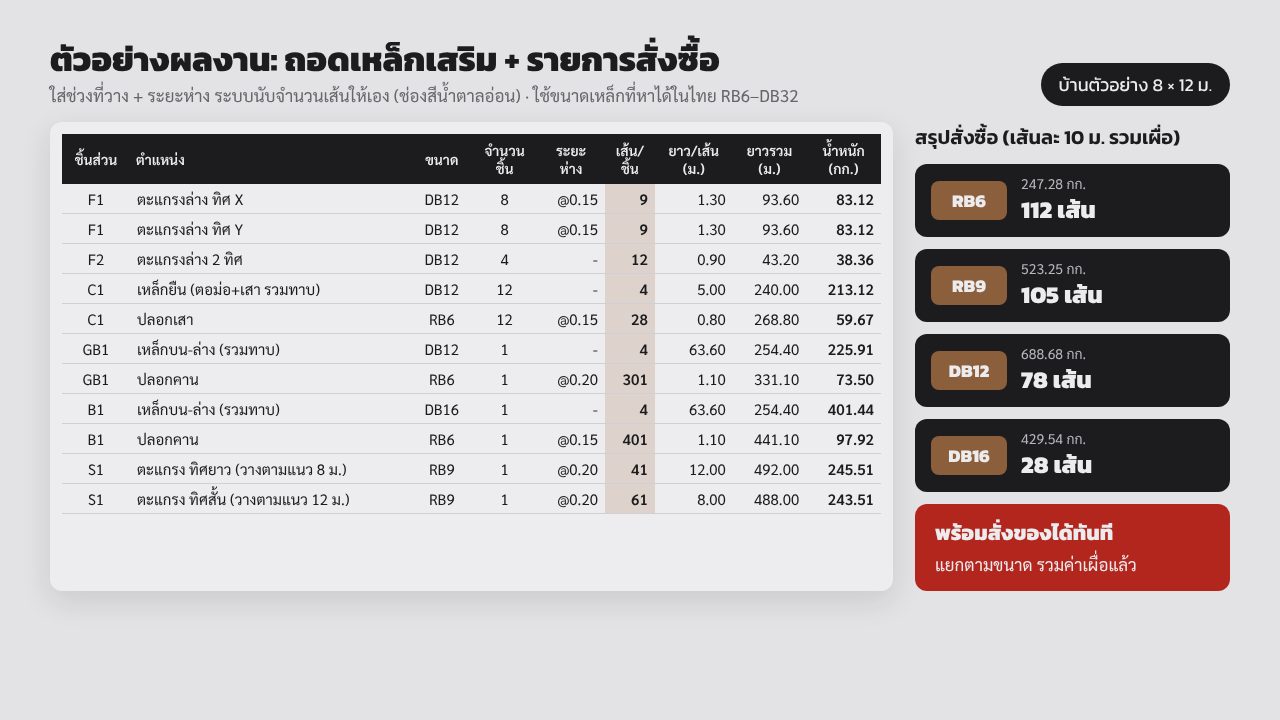 ตัวอย่างผลงาน: ถอดเหล็กเสริม + รายการสั่งซื้อ
ใส่ช่วงที่วาง + ระยะห่าง ระบบนับจำนวนเส้นให้เอง (ช่องสีน้ำตาลอ่อน) · ใช้ขนาดเหล็กที่หาได้ในไทย RB6–DB32
บ้านตัวอย่าง 8 × 12 ม.
ชิ้นส่วน ตำแหน่ง ขนาด จำนวน ชิ้น ระยะ ห่าง เส้น/ ชิ้น ยาว/เส้น (ม.) ยาวรวม (ม.) น้ำหนัก (กก.)
F1 ตะแกรงล่าง ทิศ X DB12 8 @0.15 9 1.30 93.60 83.12
F1 ตะแกรงล่าง ทิศ Y DB12 8 @0.15 9 1.30 93.60 83.12
F2 ตะแกรงล่าง 2 ทิศ DB12 4 - 12 0.90 43.20 38.36
C1 เหล็กยืน (ตอม่อ+เสา รวมทาบ) DB12 12 - 4 5.00 240.00 213.12
C1 ปลอกเสา RB6 12 @0.15 28 0.80 268.80 59.67
GB1 เหล็กบน-ล่าง (รวมทาบ) DB12 1 - 4 63.60 254.40 225.91
GB1 ปลอกคาน RB6 1 @0.20 301 1.10 331.10 73.50
B1 เหล็กบน-ล่าง (รวมทาบ) DB16 1 - 4 63.60 254.40 401.44
B1 ปลอกคาน RB6 1 @0.15 401 1.10 441.10 97.92
S1 ตะแกรง ทิศยาว (วางตามแนว 8 ม.) RB9 1 @0.20 41 12.00 492.00 245.51
S1 ตะแกรง ทิศสั้น (วางตามแนว 12 ม.) RB9 1 @0.20 61 8.00 488.00 243.51
สรุปสั่งซื้อ (เส้นละ 10 ม. รวมเผื่อ)
RB6
247.28 กก.
112 เส้น
RB9
523.25 กก.
105 เส้น
DB12
688.68 กก.
78 เส้น
DB16
429.54 กก.
28 เส้น
พร้อมสั่งของได้ทันที
แยกตามขนาด รวมค่าเผื่อแล้ว